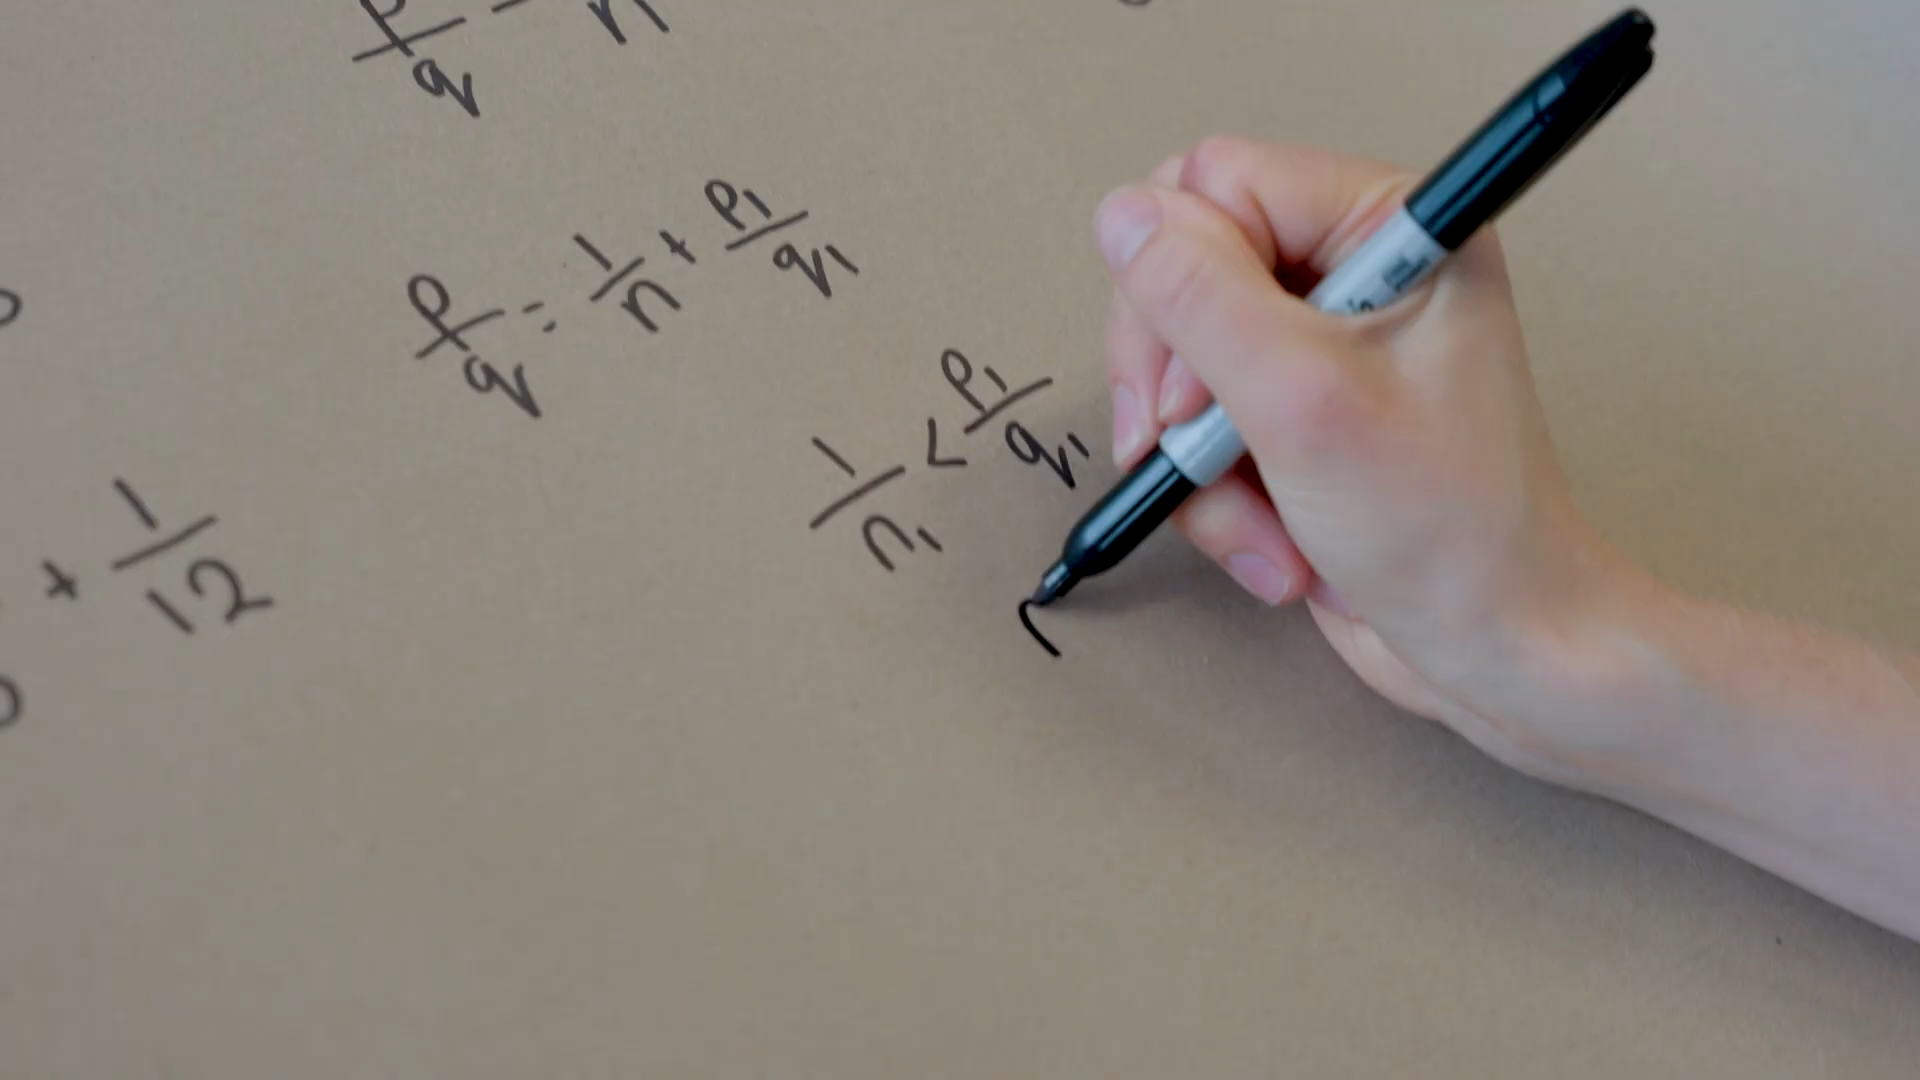 p/q - n
p/q = 1/n + p1/q1
1/n1 < p1/q1
+ 1/12